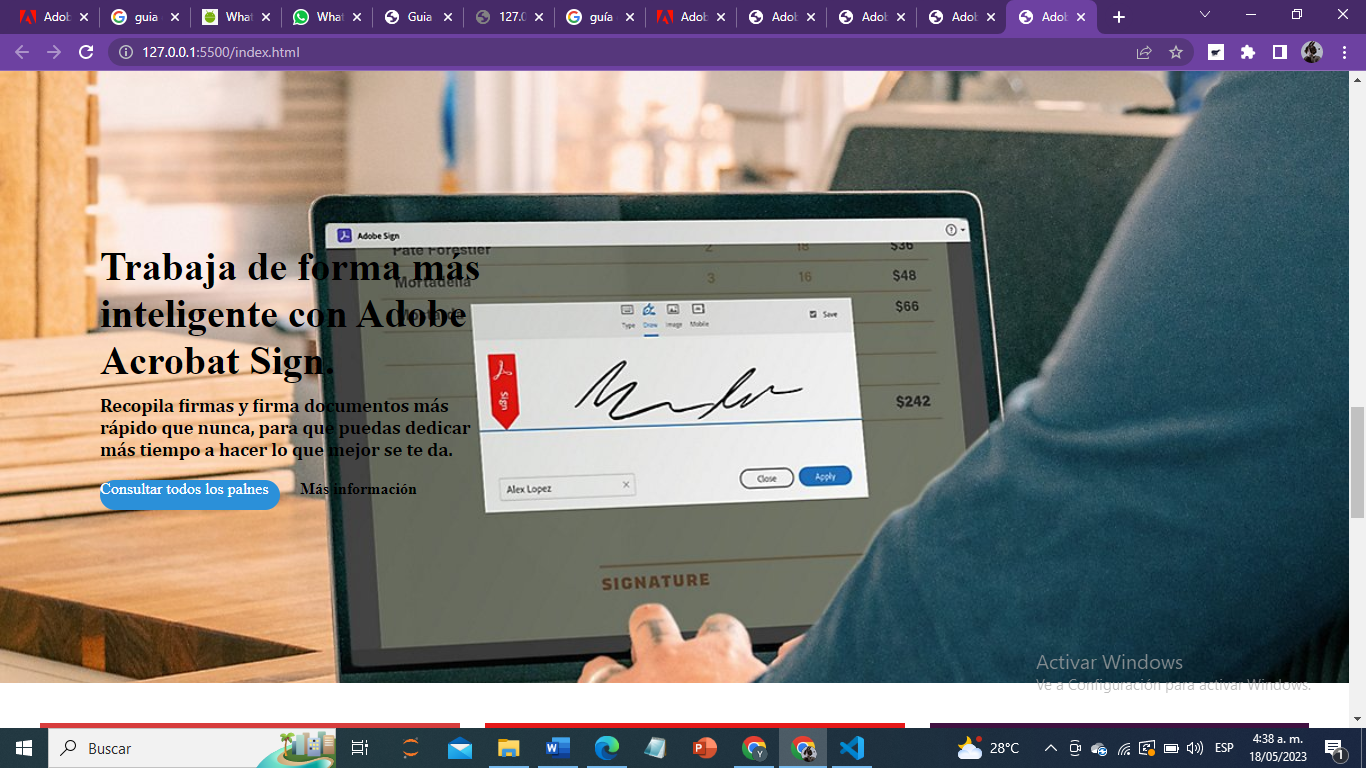 Adob
guia
What
What
Guia
127.0
guía
Adob
Adob
Adob
Adob
Adob
127.0.0.1:5500/index.html
Adobe Sign
Pate Forestier 2 18 $36
Mortadella 3 16 $48
$66
Type Draw Image Mobile Save
Sign
$242
Alex Lopez
Close Apply
SIGNATURE
Trabaja de forma más
inteligente con Adobe
Acrobat Sign.
Recopila firmas y firma documentos más
rápido que nunca, para que puedas dedicar
más tiempo a hacer lo que mejor se te da.
Consultar todos los palnes Más información
Activar Windows
Ve a Configuración para activar Windows.
Buscar
28°C
ESP
4:38 a. m.
18/05/2023
1